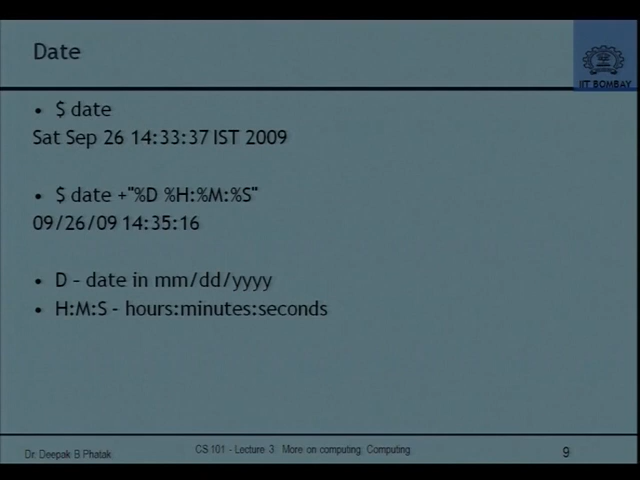 Date
IIT BOMBAY
• $ date
Sat Sep 26 14:33:37 IST 2009
• $ date +"%D %H:%M:%S"
09/26/09 14:35:16
• D – date in mm/dd/yyyy
• H:M:S - hours:minutes:seconds
Dr. Deepak B Phatak
CS 101 - Lecture 3 More on computing Computing
9